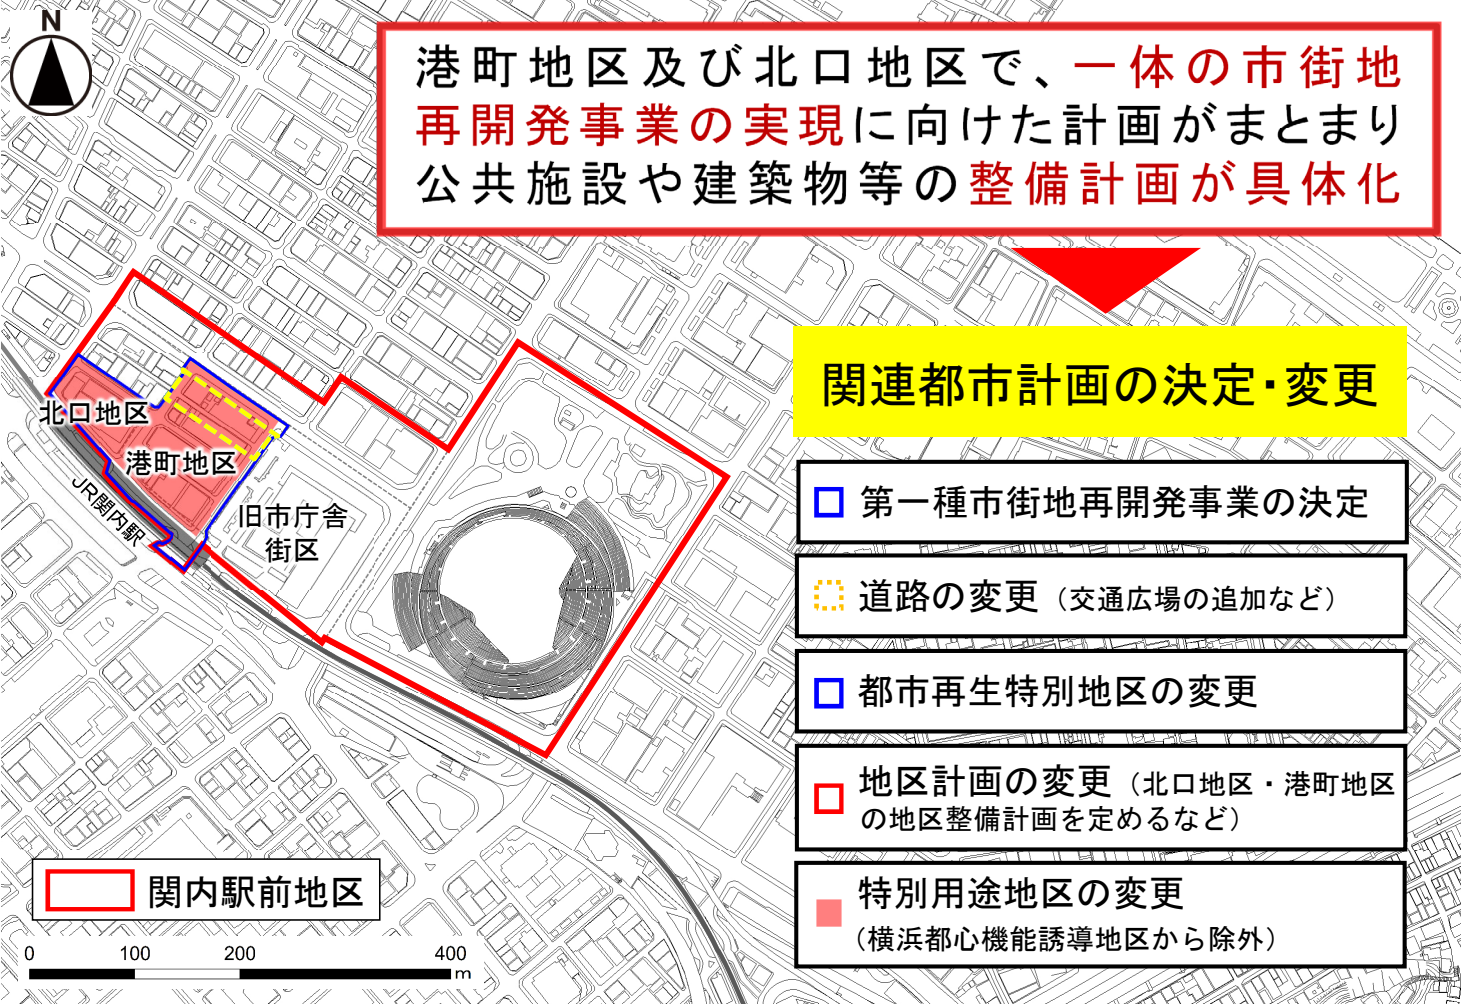 N
港町地区及び北口地区で、一体の市街地
再開発事業の実現に向けた計画がまとまり
公共施設や建築物等の整備計画が具体化
関連都市計画の決定・変更
第一種市街地再開発事業の決定
道路の変更（交通広場の追加など）
都市再生特別地区の変更
地区計画の変更（北口地区・港町地区
の地区整備計画を定めるなど）
特別用途地区の変更
（横浜都心機能誘導地区から除外）
北口地区
港町地区
JR関内駅
旧市庁舎
街区
関内駅前地区
0 100 200 400
m